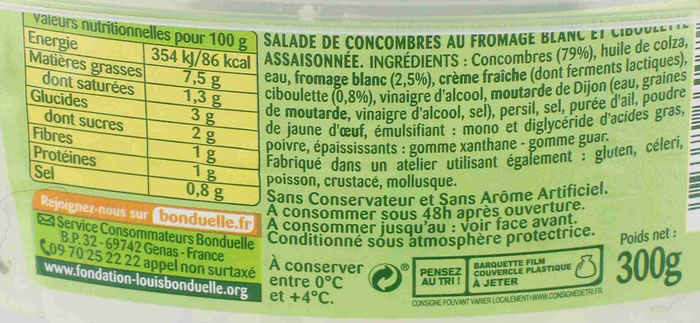 Valeurs nutritionnelles pour 100 g
Energie 354 kJ/86 kcal
Matières grasses 7,5 g
dont saturées 1,3 g
Glucides 3 g
dont sucres 2 g
Fibres 1 g
Protéines 1 g
Sel 0,8 g
Rejoignez-nous sur bonduelle.fr
Service Consommateurs Bonduelle
B.P. 32 - 69742 Genas - France
09 70 25 22 22 appel non surtaxé
www.fondation-louisbonduelle.org
SALADE DE CONCOMBRES AU FROMAGE BLANC ET CIBOULETTE
ASSAISONNÉE. INGRÉDIENTS : Concombres (79%), huile de colza,
eau, fromage blanc (2,5%), crème fraîche (dont ferments lactiques),
ciboulette (0,8%), vinaigre d'alcool, moutarde de Dijon (eau, graines
de moutarde, vinaigre d'alcool, sel), persil, sel, purée d'ail, poudre
de jaune d'œuf, émulsifiant : mono et diglycéride d'acides gras,
poivre, épaississants : gomme xanthane - gomme guar.
Fabriqué dans un atelier utilisant également : gluten, céleri,
poisson, crustacé, mollusque.
Sans Conservateur et Sans Arôme Artificiel.
A consommer sous 48h après ouverture.
A consommer jusqu'au : voir face avant.
Conditionné sous atmosphère protectrice.
À conserver
entre 0°C
et +4°C.
PENSEZ
AU TRI !
BARQUETTE FILM
COUVERCLE PLASTIQUE
À JETER
CONSIGNE POUVANT VARIER LOCALEMENT>WWW.CONSIGNEDETRI.FR
Poids net :
300g